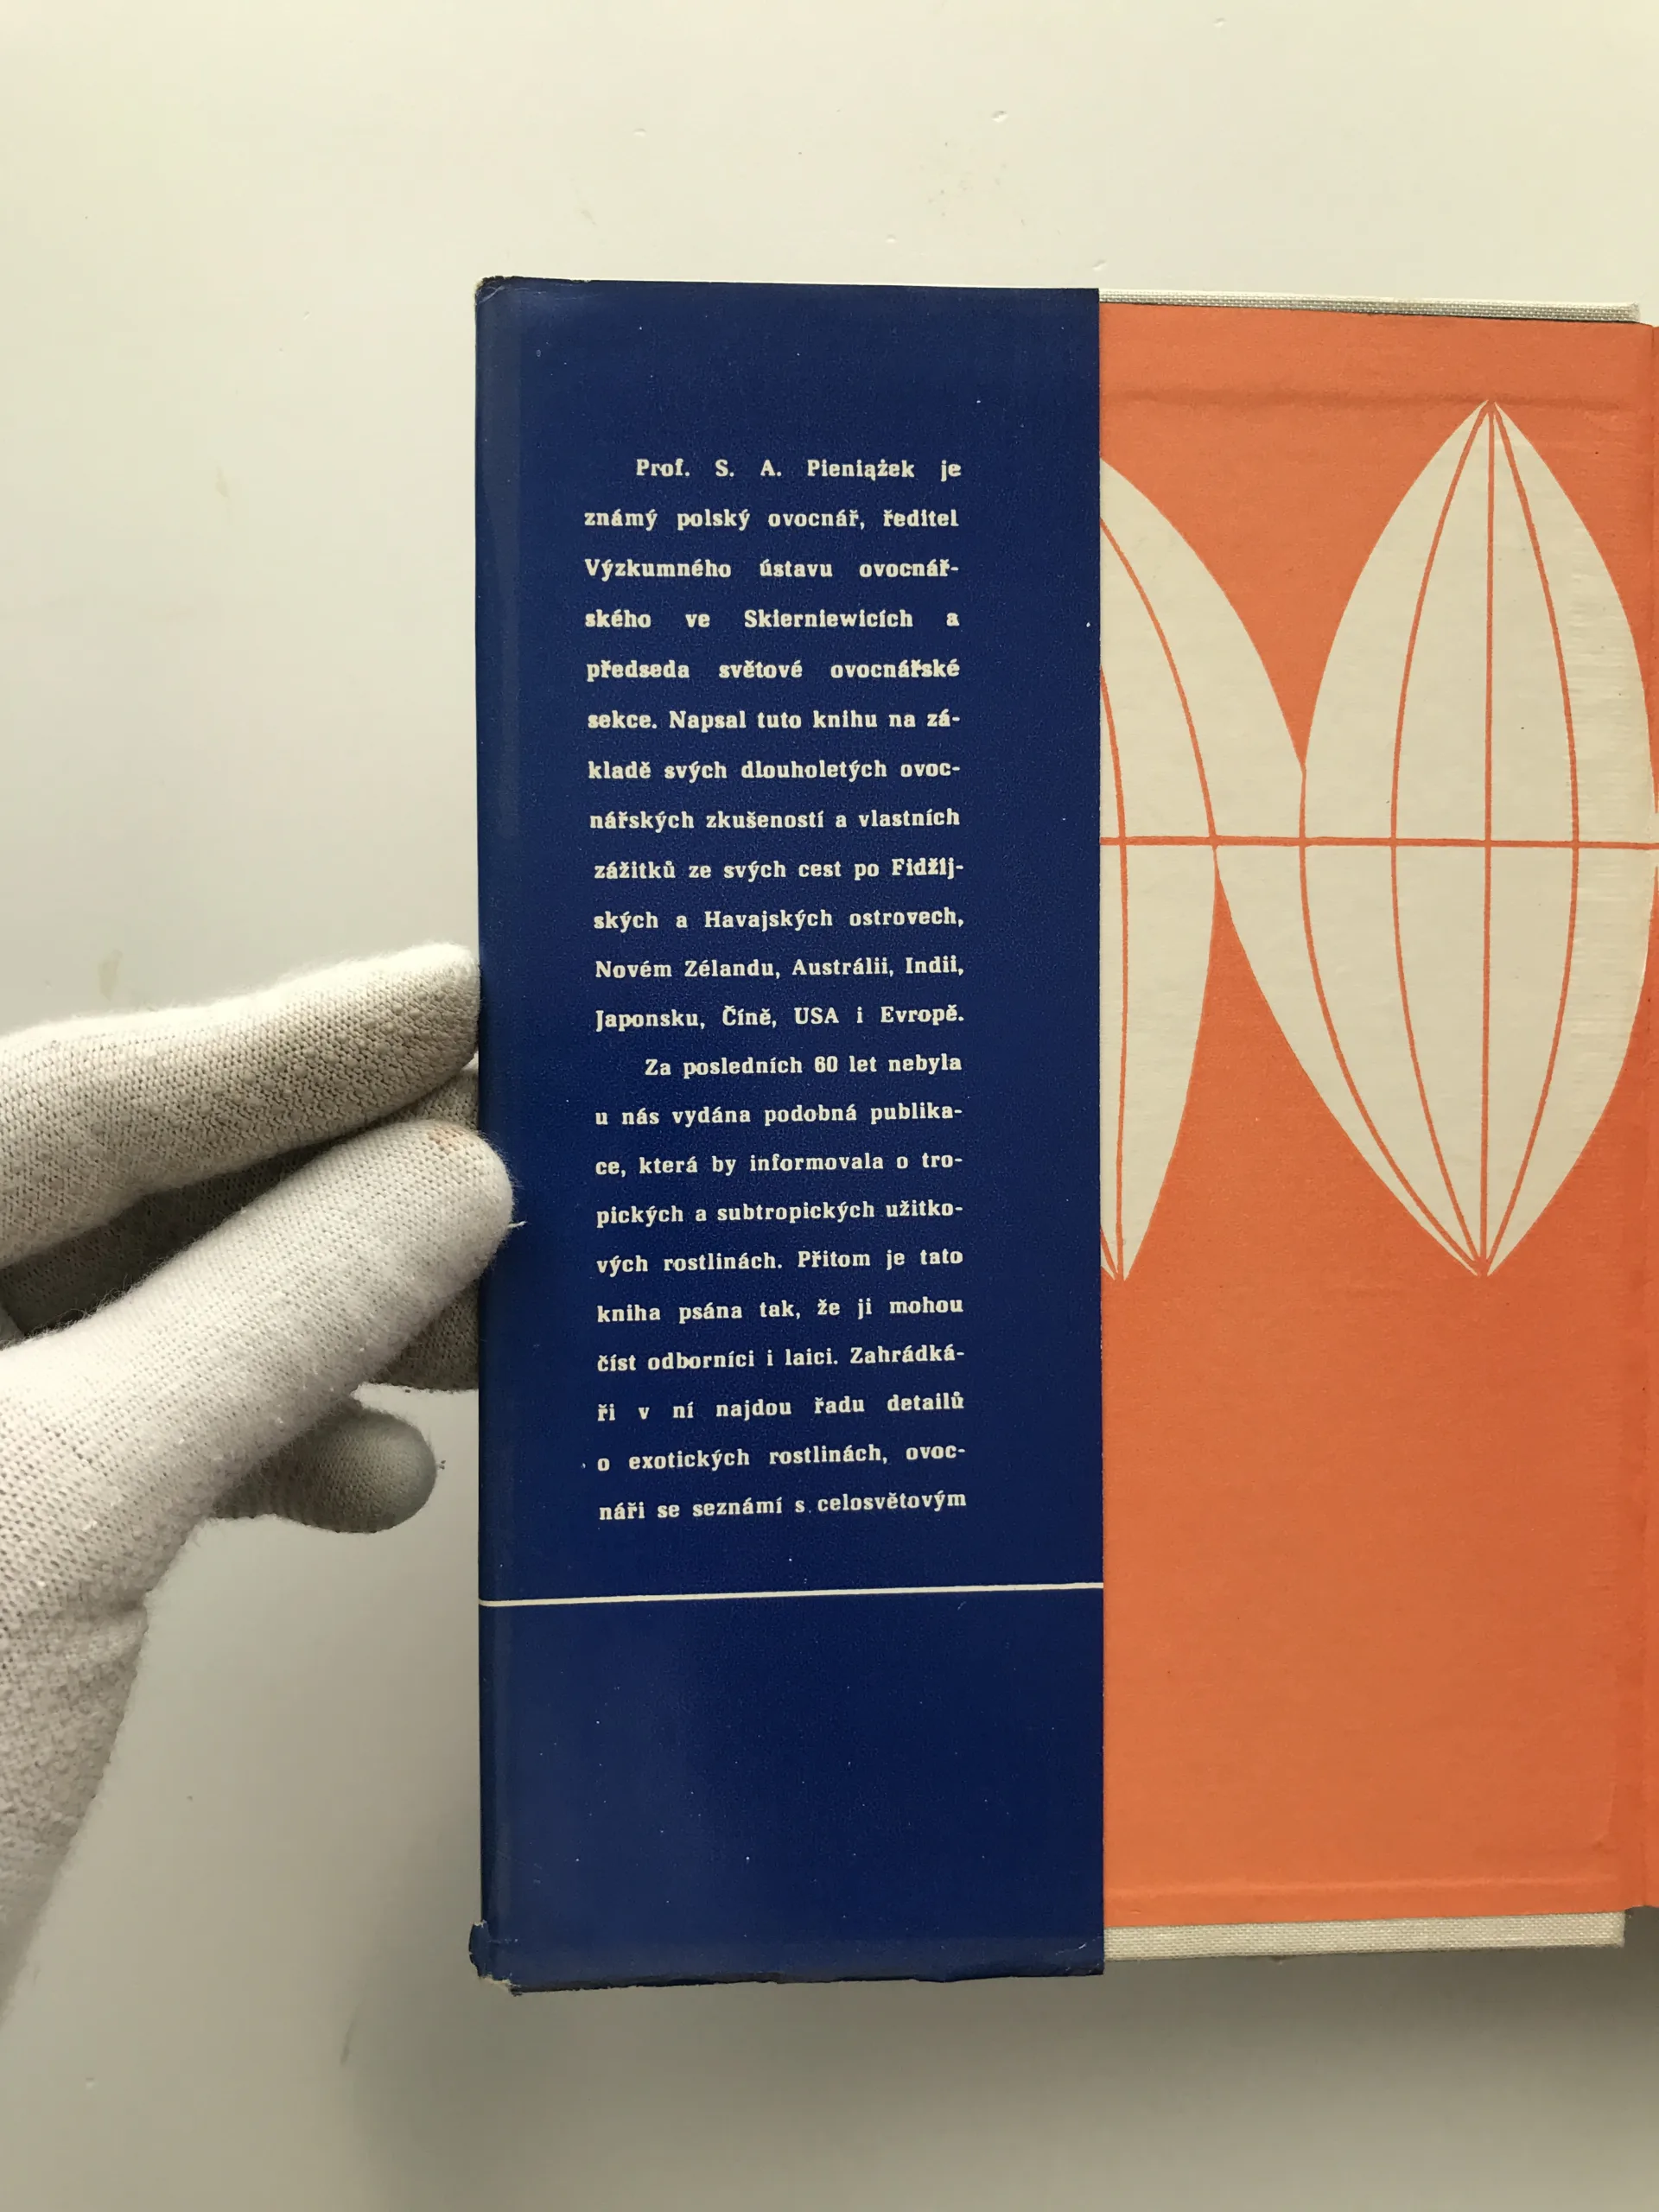 Prof. S. A. Pieniążek je
známý polský ovocnář, ředitel
Výzkumného ústavu ovocnář-
ského ve Skierniewicích a
předseda světové ovocnářské
sekce. Napsal tuto knihu na zá-
kladě svých dlouholetých ovoc-
nářských zkušeností a vlastních
zážitků ze svých cest po Fidžij-
ských a Havajských ostrovech,
Novém Zélandu, Austrálii, Indii,
Japonsku, Číně, USA i Evropě.
Za posledních 60 let nebyla
u nás vydána podobná publika-
ce, která by informovala o tro-
pických a subtropických užitko-
vých rostlinách. Přitom je tato
kniha psána tak, že ji mohou
číst odborníci i laici. Zahrádká-
ři v ní najdou řadu detailů
o exotických rostlinách, ovoc-
náři se seznámí s celosvětovým